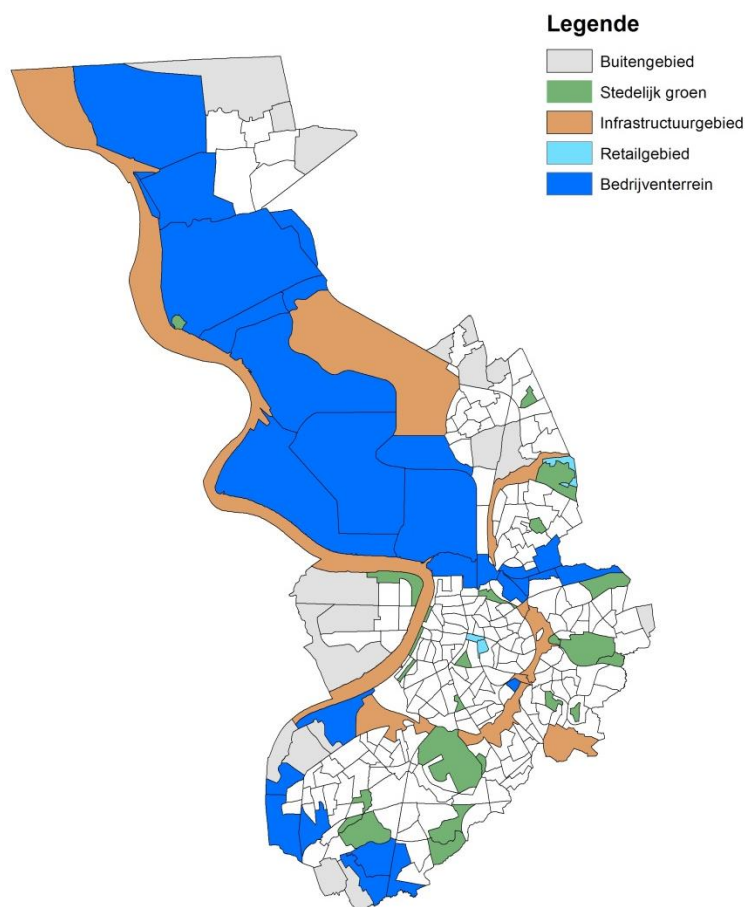 Legende
Buitengebied
Stedelijk groen
Infrastructuurgebied
Retailgebied
Bedrijventerrein